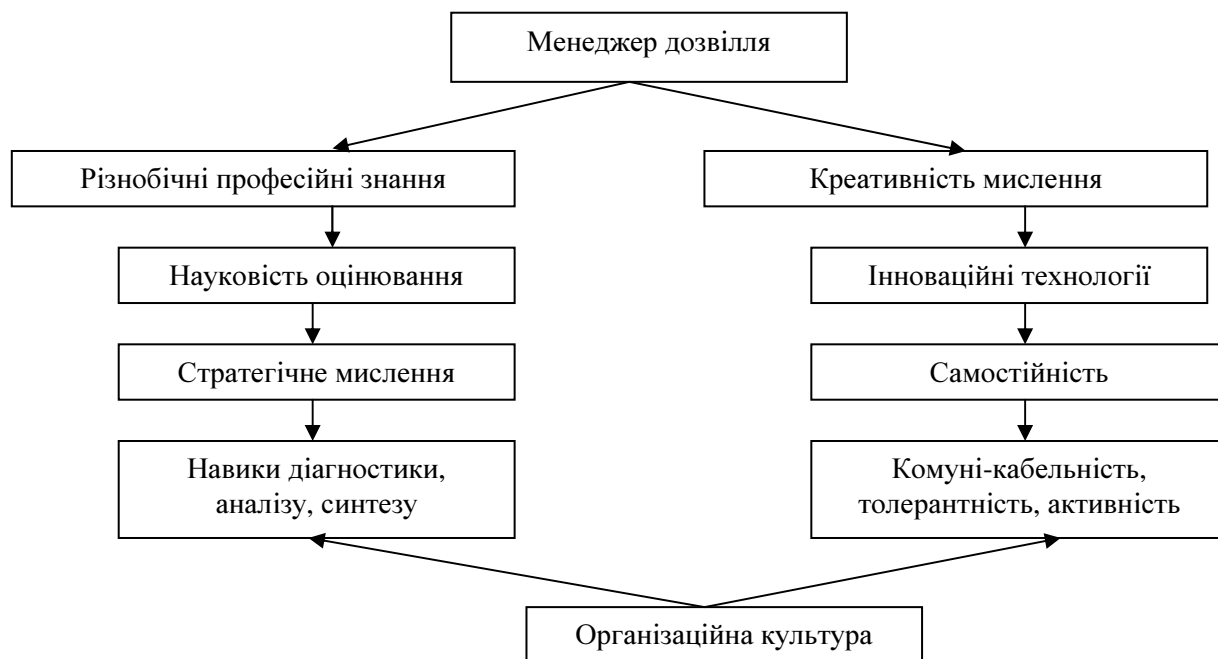 Менеджер дозвілля
Різнобічні професійні знання
Креативність мислення
Науковість оцінювання
Інноваційні технології
Стратегічне мислення
Самостійність
Навики діагностики,
аналізу, синтезу
Комуні-кабельність,
толерантність, активність
Організаційна культура